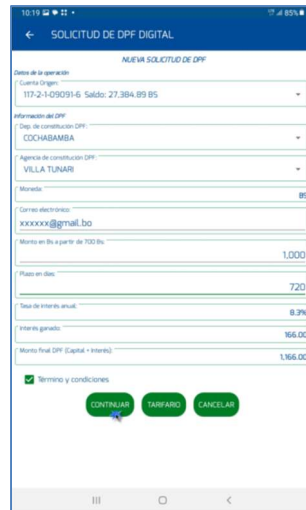 10:19
85%
SOLICITUD DE DPF DIGITAL
NUEVA SOLICITUD DE DPF
Datos de la operación
Cuenta Origen:
117-2-1-09091-6 Saldo: 27,384.89 BS
Información del DPF
Dep. de constitución DPF:
COCHABAMBA
Agencia de constitución DPF:
VILLA TUNARI
Moneda:
BS
Correo electrónico:
xxxxxx@gmail.bo
Monto en Bs a partir de 700 Bs.
1,000
Plazo en días:
720
Tasa de interés anual:
8.3%
Interés ganado:
166.00
Monto final DPF (Capital + Interés):
1,166.00
Término y condiciones
CONTINUAR TARIFARIO CANCELAR